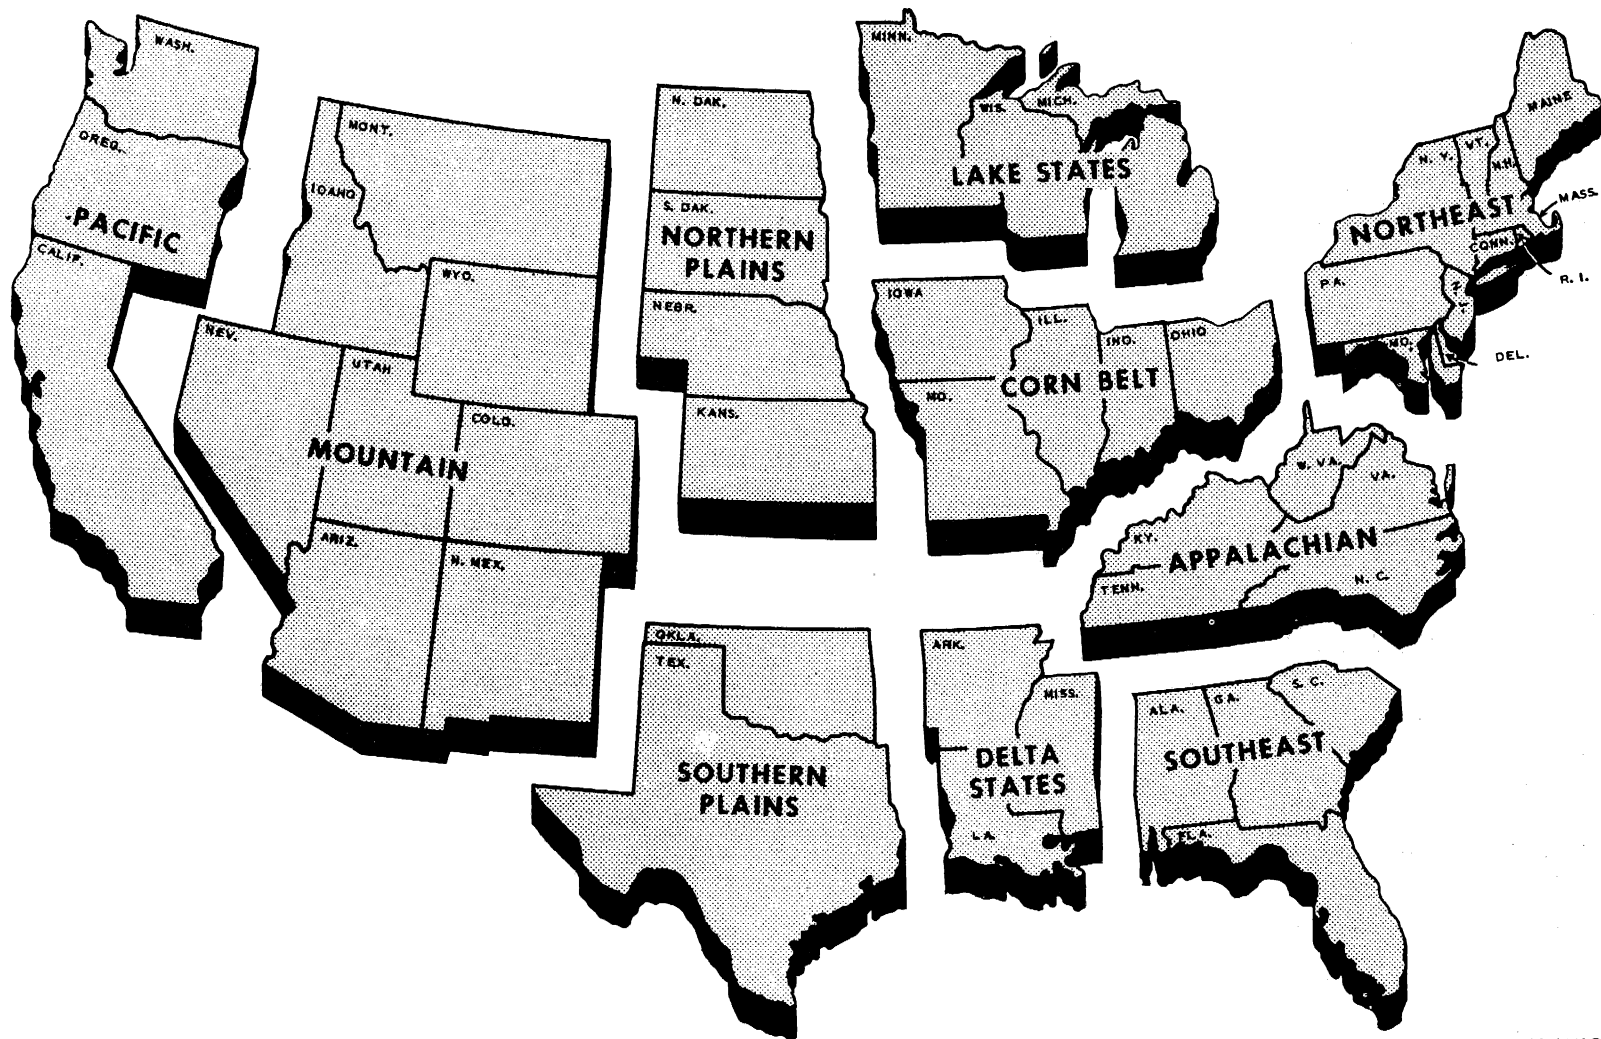 WASH.
OREG.
PACIFIC
CALIF.
MONT.
IDAHO
WYO.
NEV.
UTAH
COLO.
MOUNTAIN
ARIZ.
N. MEX.
N. DAK.
S. DAK.
NORTHERN
PLAINS
NEBR.
KANS.
OKLA.
TEX.
SOUTHERN
PLAINS
MINN.
WIS.
MICH.
LAKE STATES
IOWA
ILL.
IND.
OHIO
CORN BELT
MO.
ARK.
MISS.
DELTA
STATES
LA.
MAINE
N. Y.
VT.
N.H.
MASS.
NORTHEAST
CONN.
R. I.
PA.
MD.
DEL.
W. VA.
VA.
KY.
APPALACHIAN
TENN.
N. C.
S. C.
ALA.
GA.
SOUTHEAST
FLA.